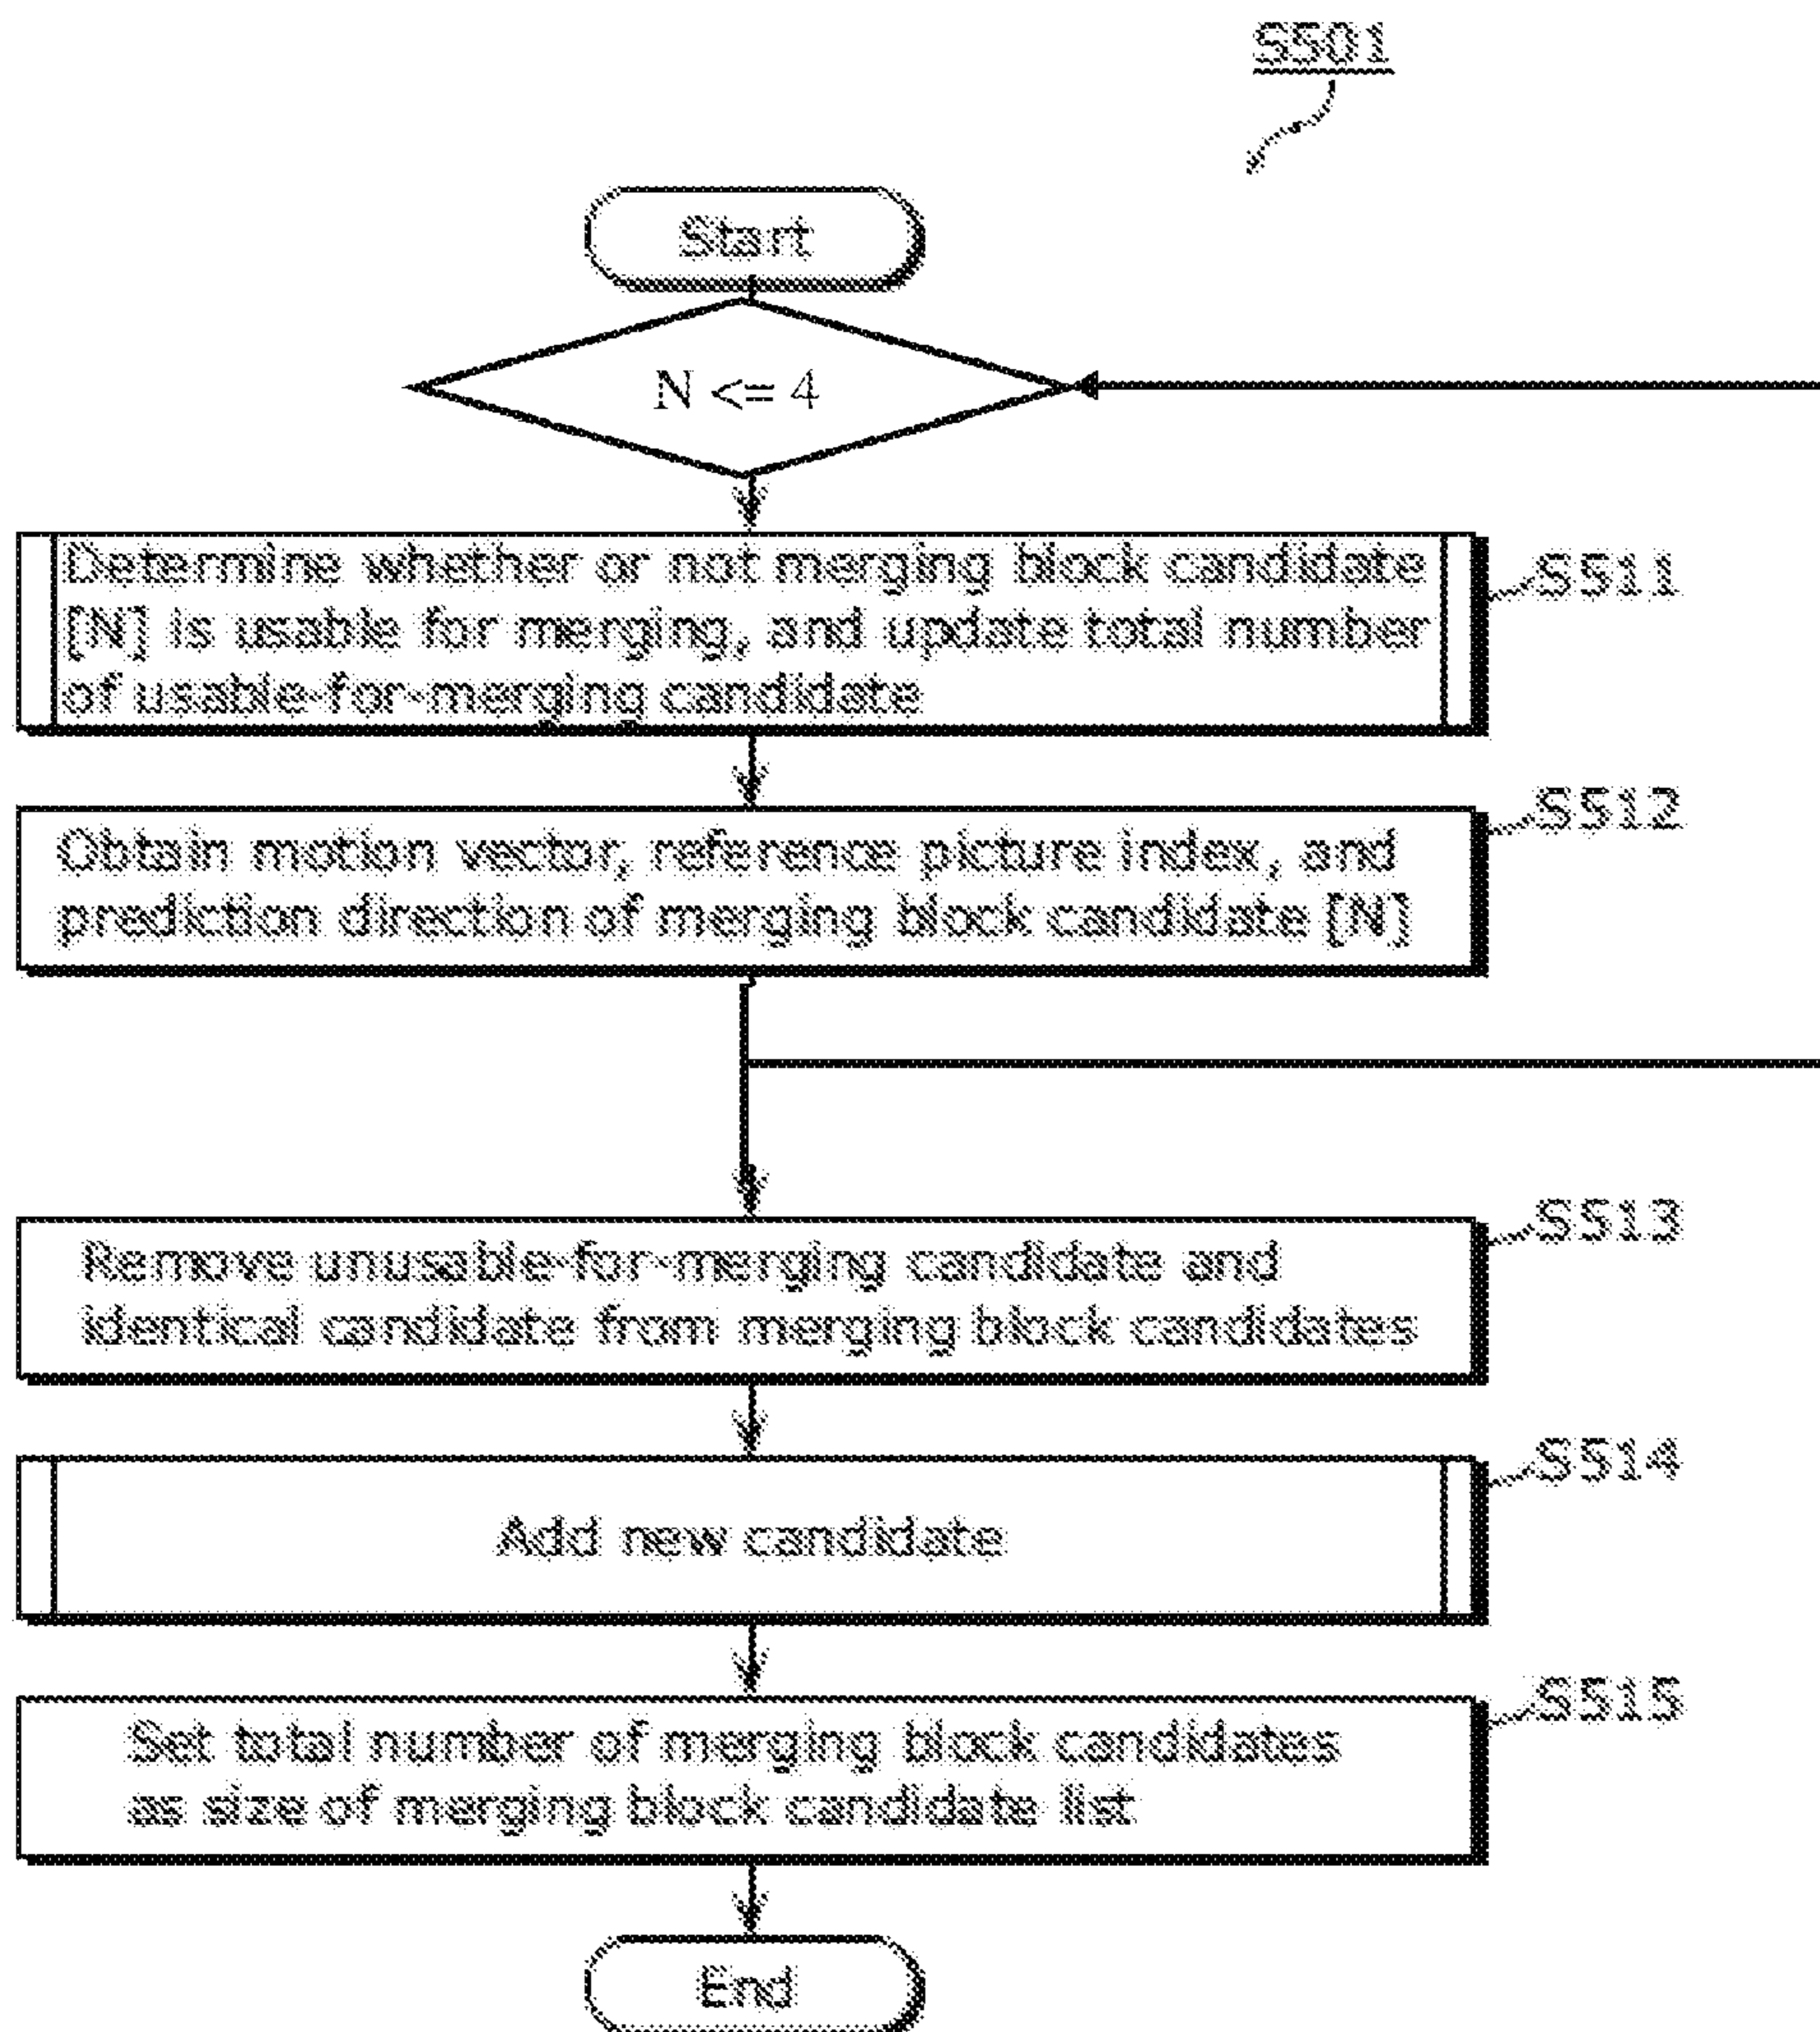 S501
Start
N <= 4
Determine whether or not merging block candidate
[N] is usable for merging, and update total number
of usable-for-merging candidate
S511
Obtain motion vector, reference picture index, and
prediction direction of merging block candidate [N]
S512
Remove unusable-for-merging candidate and
identical candidate from merging block candidates
S513
Add new candidate
S514
Set total number of merging block candidates
as size of merging block candidate list
S515
End